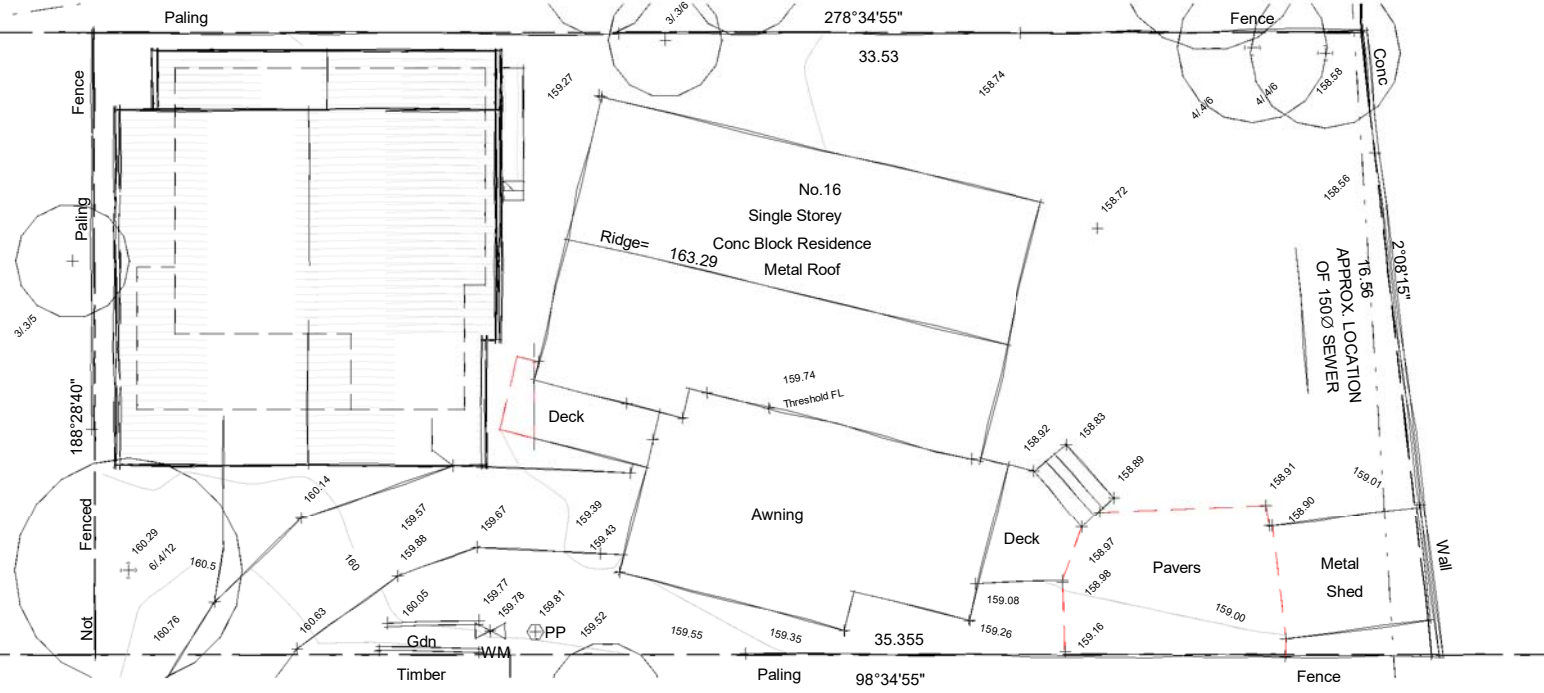 Paling
278°34'55"
Fence
3/.3/6
33.53
Conc
Fence
159.27
158.74
4/.4/6
4/.4/6
158.58
No.16
Single Storey
Conc Block Residence
Metal Roof
Ridge= 163.29
158.72
158.56
Paling
3/.3/5
2°08'15"
16.56
APPROX. LOCATION
OF 150Ø SEWER
188°28'40"
159.74
Threshold FL
Deck
158.92
158.83
158.89
158.91
158.90
159.01
160.14
159.57
159.67
159.39
159.43
159.88
Awning
Deck
158.97
158.98
Pavers
Metal
Shed
Wall
Fenced
160.29
6/.4/12
160.5
160
Not
160.76
160.63
160.05
159.77
159.78
159.81
PP
Gdn
WM
159.52
159.55
159.35
35.355
159.08
159.26
159.16
159.00
Timber
Paling
98°34'55"
Fence